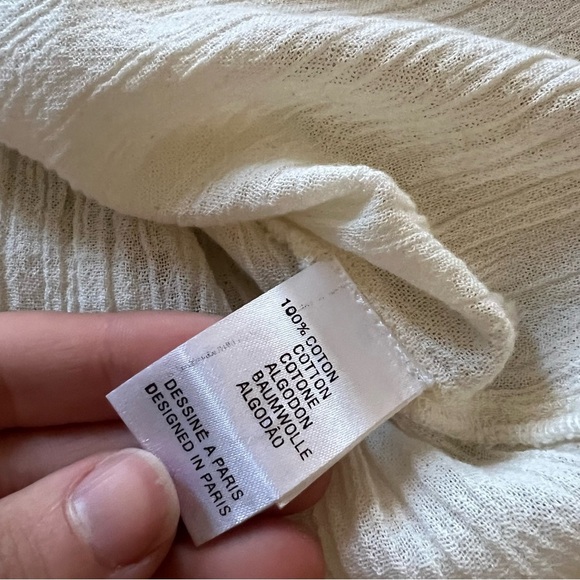 100% COTON
COTTON
COTONE
ALGODON
BAUMWOLLE
ALGODÃO
DESSINÉ A PARIS
DESIGNED IN PARIS